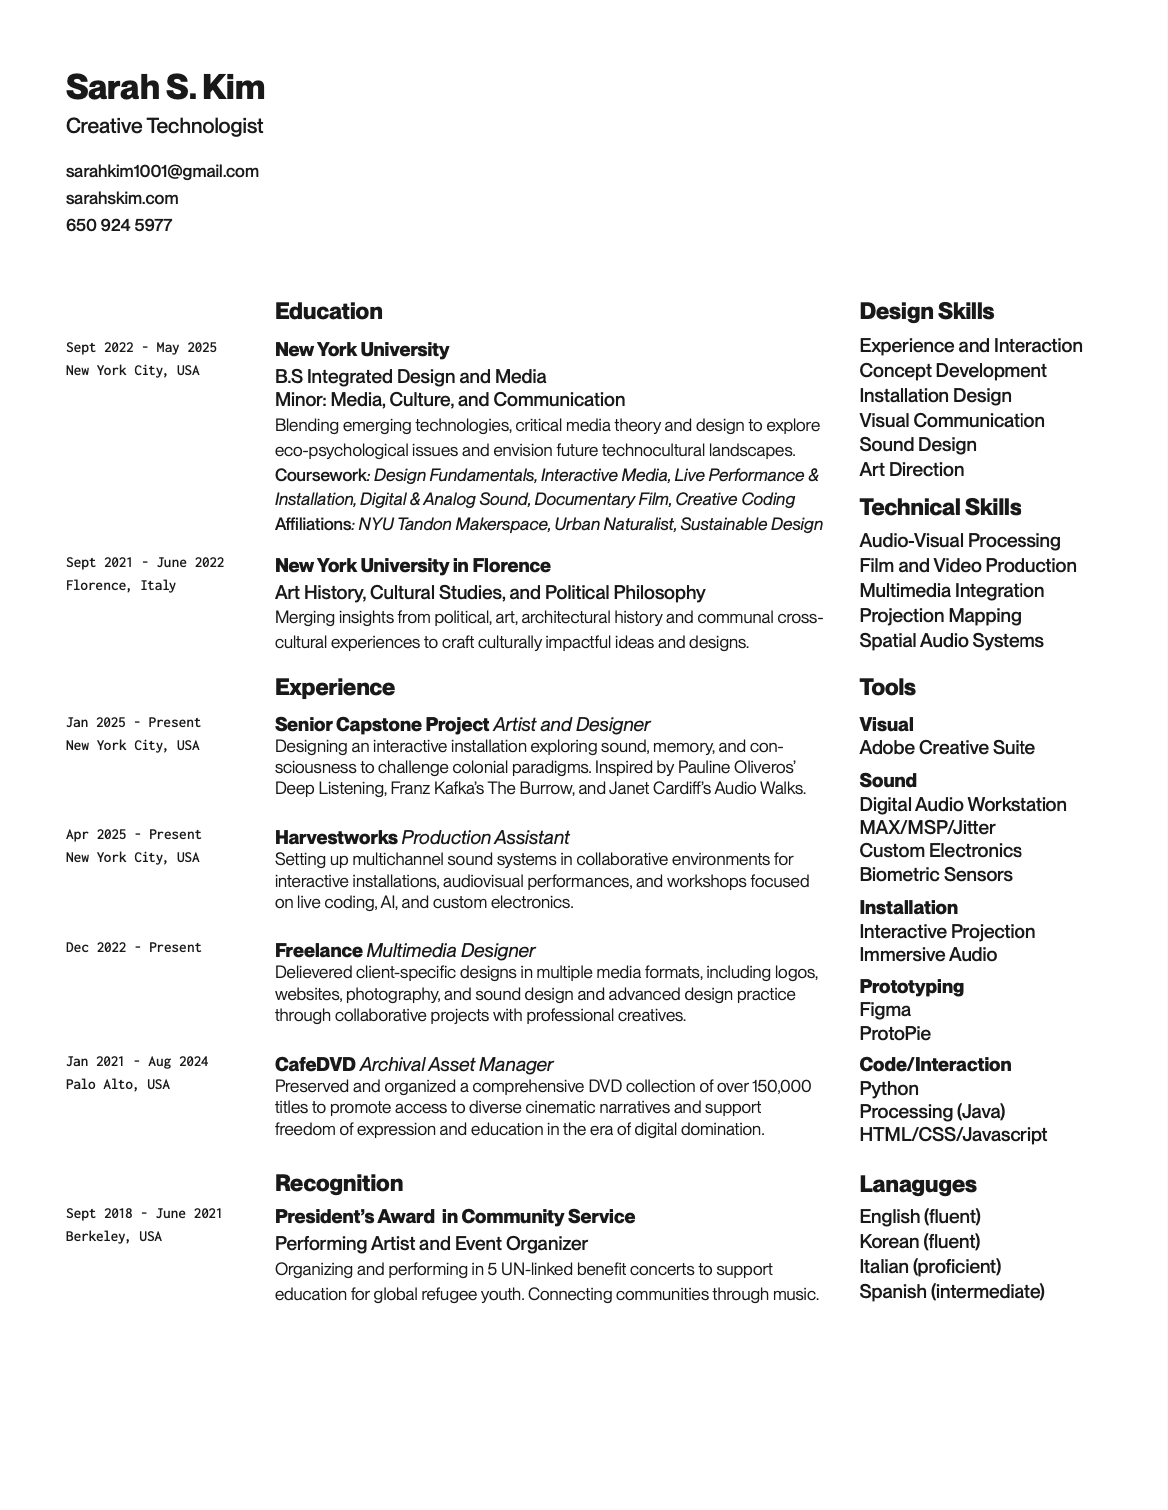 Sarah S. Kim
Creative Technologist
sarahkim1001@gmail.com
sarahskim.com
650 924 5977
Education
Sept 2022 - May 2025
New York City, USA
New York University
B.S Integrated Design and Media
Minor: Media, Culture, and Communication
Blending emerging technologies, critical media theory and design to explore
eco-psychological issues and envision future technocultural landscapes.
Coursework: Design Fundamentals, Interactive Media, Live Performance &
Installation, Digital & Analog Sound, Documentary Film, Creative Coding
Affiliations: NYU Tandon Makerspace, Urban Naturalist, Sustainable Design
Sept 2021 - June 2022
Florence, Italy
New York University in Florence
Art History, Cultural Studies, and Political Philosophy
Merging insights from political, art, architectural history and communal cross-
cultural experiences to craft culturally impactful ideas and designs.
Experience
Jan 2025 - Present
New York City, USA
Senior Capstone Project Artist and Designer
Designing an interactive installation exploring sound, memory, and con-
sciousness to challenge colonial paradigms. Inspired by Pauline Oliveros’
Deep Listening, Franz Kafka’s The Burrow, and Janet Cardiff’s Audio Walks.
Apr 2025 - Present
New York City, USA
Harvestworks Production Assistant
Setting up multichannel sound systems in collaborative environments for
interactive installations, audiovisual performances, and workshops focused
on live coding, AI, and custom electronics.
Dec 2022 - Present
Freelance Multimedia Designer
Delievered client-specific designs in multiple media formats, including logos,
websites, photography, and sound design and advanced design practice
through collaborative projects with professional creatives.
Jan 2021 - Aug 2024
Palo Alto, USA
CafeDVD Archival Asset Manager
Preserved and organized a comprehensive DVD collection of over 150,000
titles to promote access to diverse cinematic narratives and support
freedom of expression and education in the era of digital domination.
Recognition
Sept 2018 - June 2021
Berkeley, USA
President’s Award  in Community Service
Performing Artist and Event Organizer
Organizing and performing in 5 UN-linked benefit concerts to support
education for global refugee youth. Connecting communities through music.
Design Skills
Experience and Interaction
Concept Development
Installation Design
Visual Communication
Sound Design
Art Direction
Technical Skills
Audio-Visual Processing
Film and Video Production
Multimedia Integration
Projection Mapping
Spatial Audio Systems
Tools
Visual
Adobe Creative Suite
Sound
Digital Audio Workstation
MAX/MSP/Jitter
Custom Electronics
Biometric Sensors
Installation
Interactive Projection
Immersive Audio
Prototyping
Figma
ProtoPie
Code/Interaction
Python
Processing (Java)
HTML/CSS/Javascript
Lanaguges
English (fluent)
Korean (fluent)
Italian (proficient)
Spanish (intermediate)